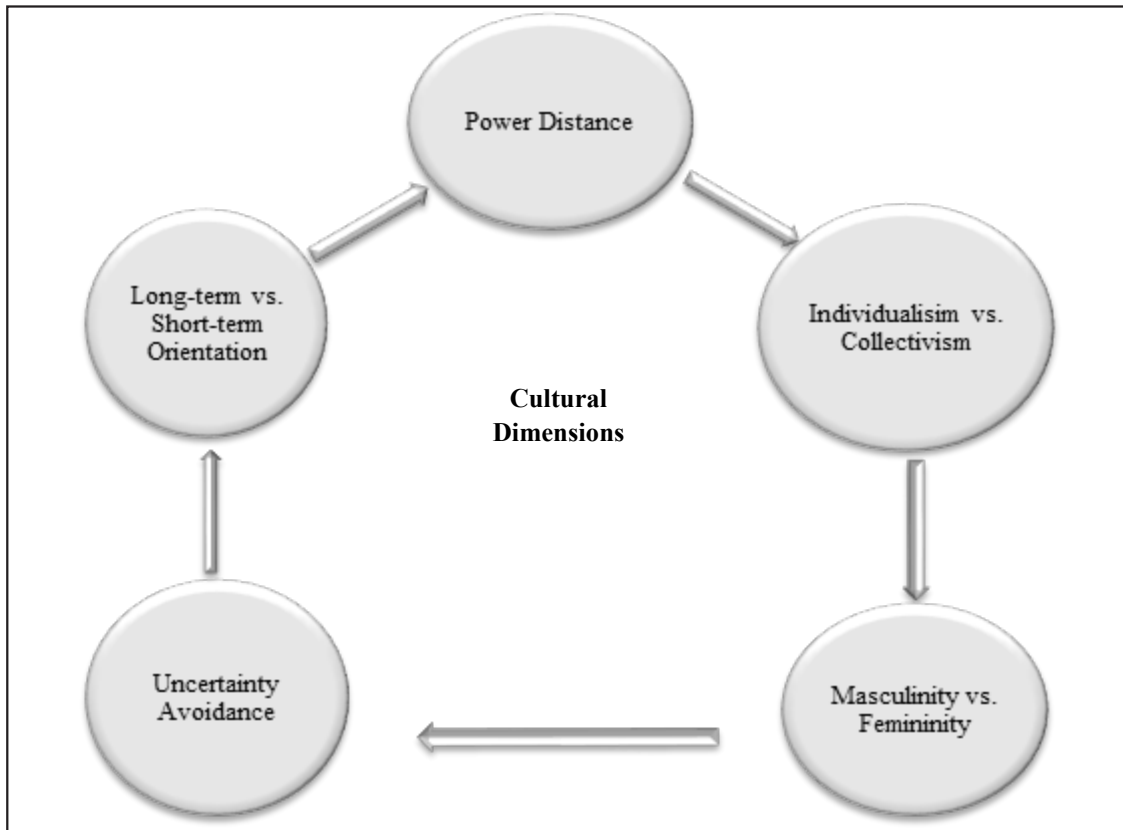 Power Distance
Long-term vs.
Short-term
Orientation
Individualisim vs.
Collectivism
Cultural
Dimensions
Uncertainty
Avoidance
Masculinity vs.
Femininity